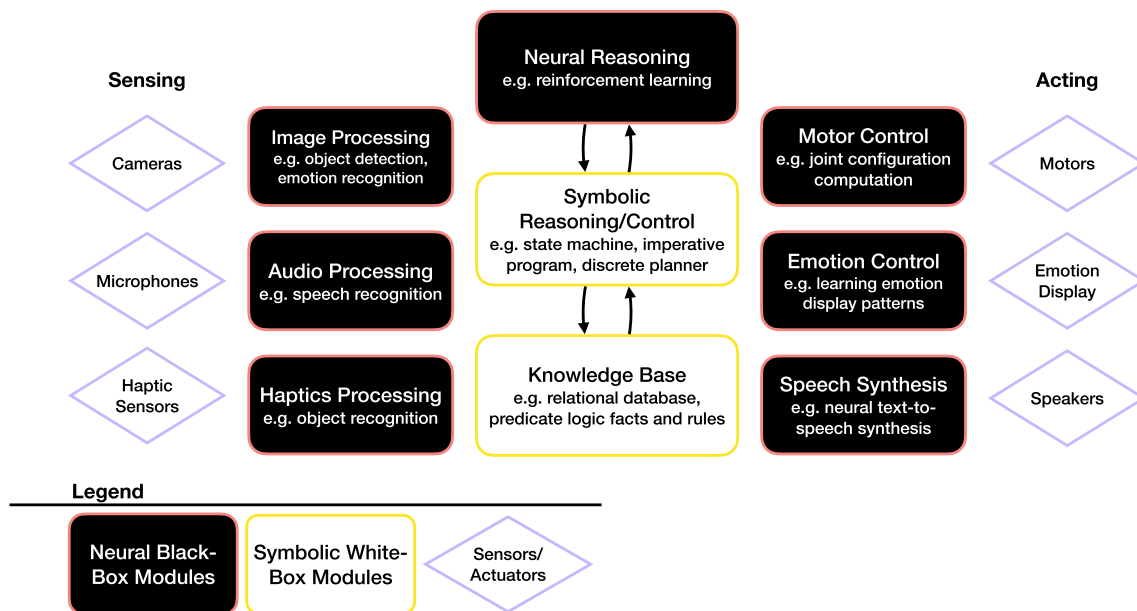 Sensing
Cameras
Microphones
Haptic
Sensors
Image Processing
e.g. object detection,
emotion recognition
Audio Processing
e.g. speech recognition
Haptics Processing
e.g. object recognition
Neural Reasoning
e.g. reinforcement learning
Symbolic
Reasoning/Control
e.g. state machine, imperative
program, discrete planner
Knowledge Base
e.g. relational database,
predicate logic facts and rules
Motor Control
e.g. joint configuration
computation
Emotion Control
e.g. learning emotion
display patterns
Speech Synthesis
e.g. neural text-to-
speech synthesis
Acting
Motors
Emotion
Display
Speakers
Legend
Neural Black-
Box Modules
Symbolic White-
Box Modules
Sensors/
Actuators